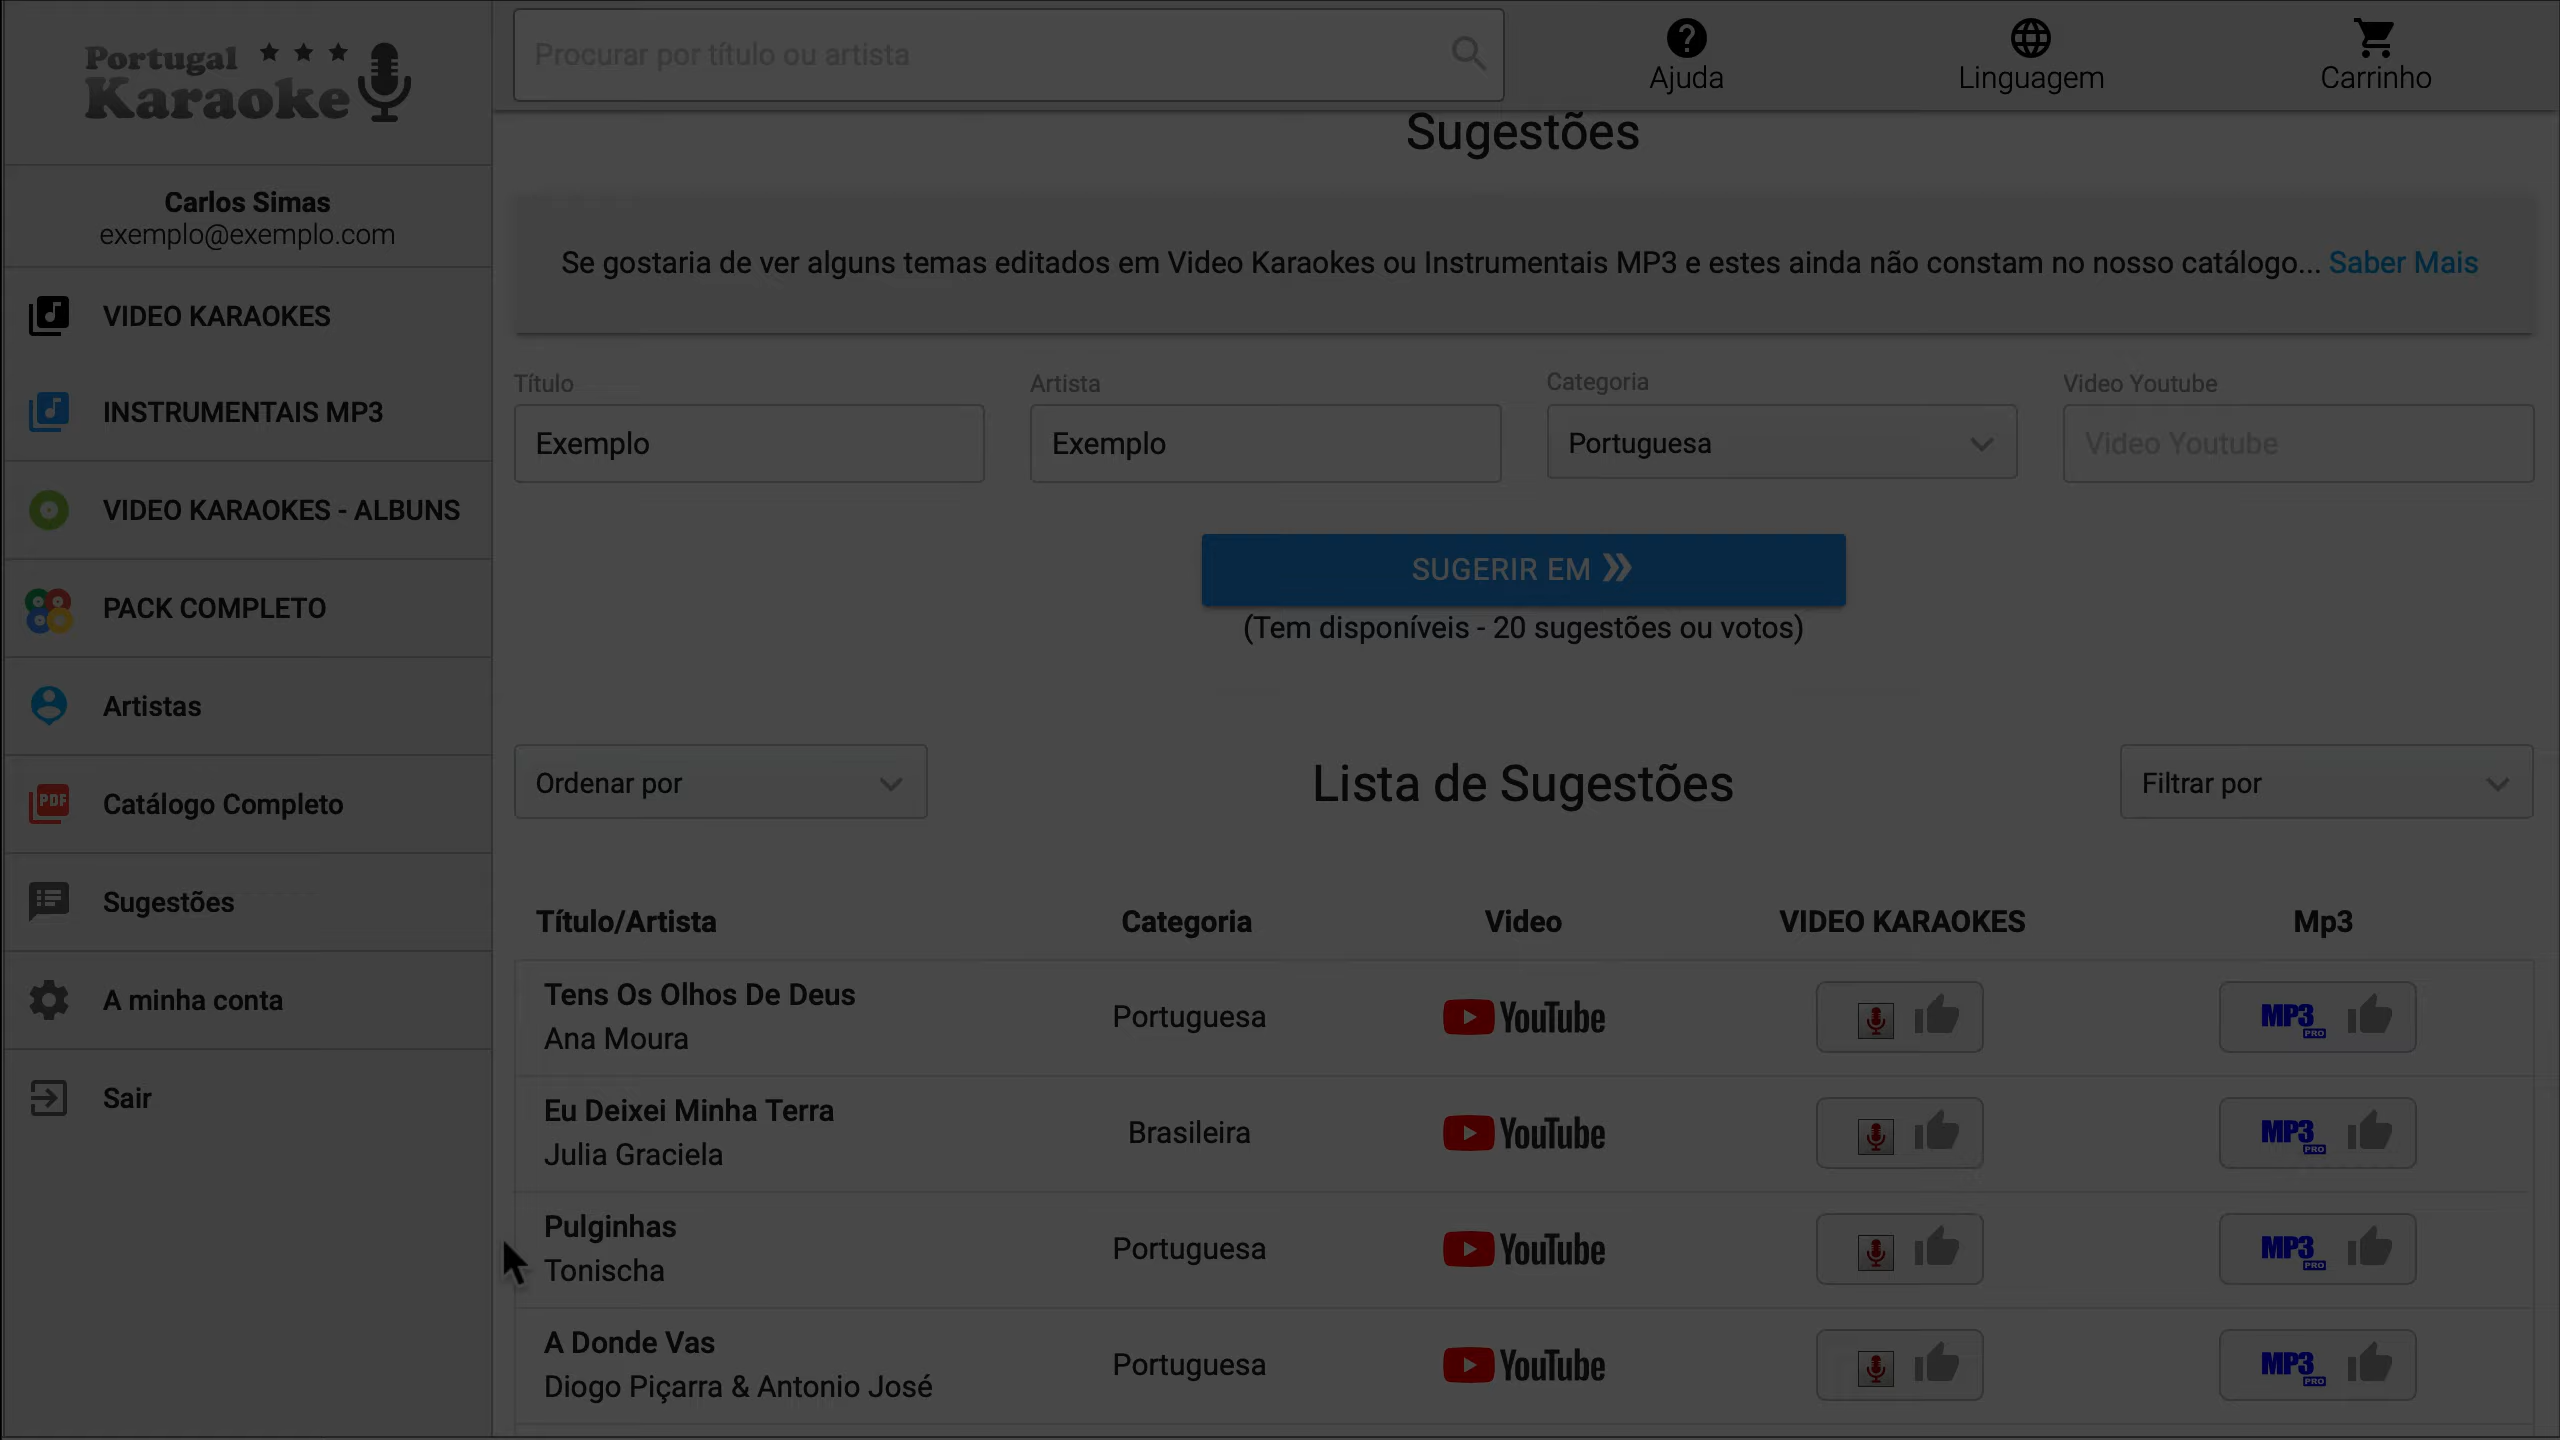 Portugal
Karaoke
Procurar por título ou artista
Ajuda
Linguagem
Carrinho
Carlos Simas
exemplo@exemplo.com
VIDEO KARAOKES
INSTRUMENTAIS MP3
VIDEO KARAOKES - ALBUNS
PACK COMPLETO
Artistas
PDF
Catálogo Completo
Sugestões
A minha conta
Sair
Sugestões
Se gostaria de ver alguns temas editados em Video Karaokes ou Instrumentais MP3 e estes ainda não constam no nosso catálogo... Saber Mais
Título
Artista
Categoria
Video Youtube
Exemplo
Exemplo
Portuguesa
Video Youtube
SUGERIR EM
(Tem disponíveis - 20 sugestões ou votos)
Ordenar por
Lista de Sugestões
Filtrar por
Título/Artista
Categoria
Video
VIDEO KARAOKES
Mp3
Tens Os Olhos De Deus
Ana Moura
Portuguesa
YouTube
MP3 PRO
Eu Deixei Minha Terra
Julia Graciela
Brasileira
YouTube
MP3 PRO
Pulginhas
Tonischa
Portuguesa
YouTube
MP3 PRO
A Donde Vas
Diogo Piçarra & Antonio José
Portuguesa
YouTube
MP3 PRO